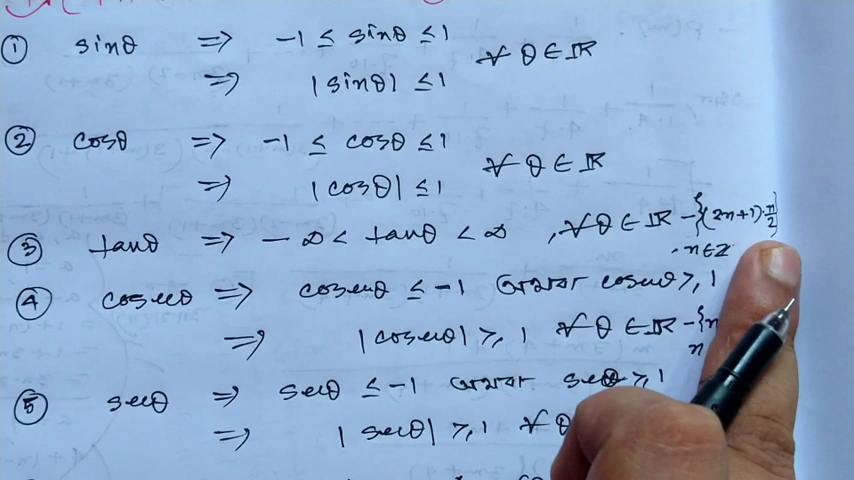 ① sinθ ⇒ -1 ≤ sinθ ≤ 1 ∀ θ ∈ ℝ
⇒ |sinθ| ≤ 1
② cosθ ⇒ -1 ≤ cosθ ≤ 1
⇒ |cosθ| ≤ 1 ∀ θ ∈ ℝ
③ tanθ ⇒ -∞ < tanθ < ∞ , ∀ θ ∈ ℝ - {(2n+1)·π/2}
, n ∈ Z
④ cosecθ ⇒ cosecθ ≤ -1 অথবা cosecθ ≥ 1
⇒ |cosecθ| ≥ 1 ∀ θ ∈ ℝ - {n
n
⑤ secθ ⇒ secθ ≤ -1 অথবা secθ ≥ 1
⇒ |secθ| ≥ 1 ∀ θ